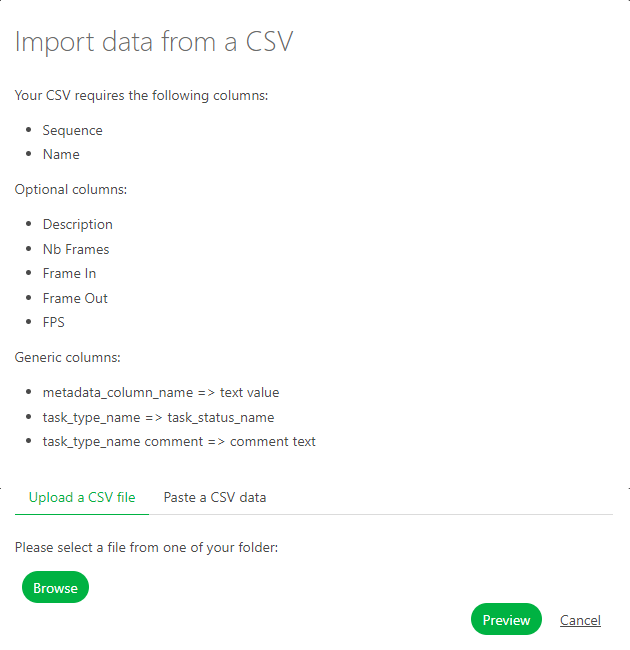 Import data from a CSV
Your CSV requires the following columns:
Sequence
Name
Optional columns:
Description
Nb Frames
Frame In
Frame Out
FPS
Generic columns:
metadata_column_name => text value
task_type_name => task_status_name
task_type_name comment => comment text
Upload a CSV file Paste a CSV data
Please select a file from one of your folder:
Browse
Preview Cancel